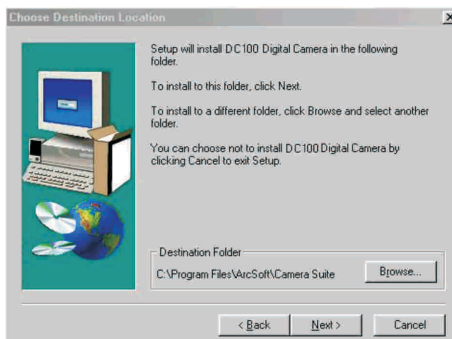 Choose Destination Location
Setup will install DC100 Digital Camera in the following
folder.
To install to this folder, click Next.
To install to a different folder, click Browse and select another
folder.
You can choose not to install DC100 Digital Camera by
clicking Cancel to exit Setup.
Destination Folder
C:\Program Files\ArcSoft\Camera Suite
Browse...
< Back
Next >
Cancel